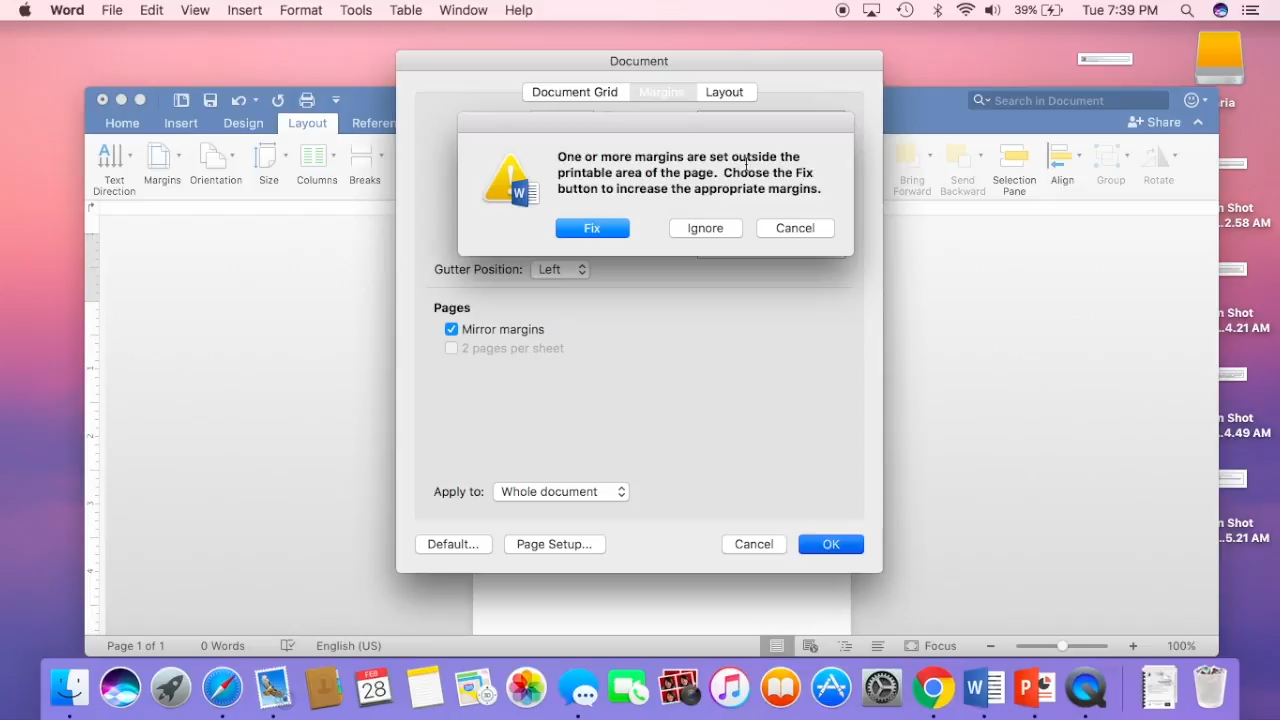 Word File Edit View Insert Format Tools Table Window Help 39% Tue 7:39 PM
Document
Document Grid Margins Layout
Search in Document
Home Insert Design Layout
Share
One or more margins are set outside the
printable area of the page. Choose the Fix
button to increase the appropriate margins.
Fix Ignore Cancel
Text
Direction
Margins
Orientation
Size
Columns
Breaks
Bring
Forward
Send
Backward
Selection
Pane
Align
Group
Rotate
Gutter Position: Left
Pages
Mirror margins
2 pages per sheet
Apply to: Whole document
Default... Page Setup... Cancel OK
n Shot
...2.58 AM
n Shot
...4.21 AM
n Shot
...4.49 AM
n Shot
...5.21 AM
1
2
3
4
Page 1 of 1 0 Words English (US) Focus 100%
FEB
28